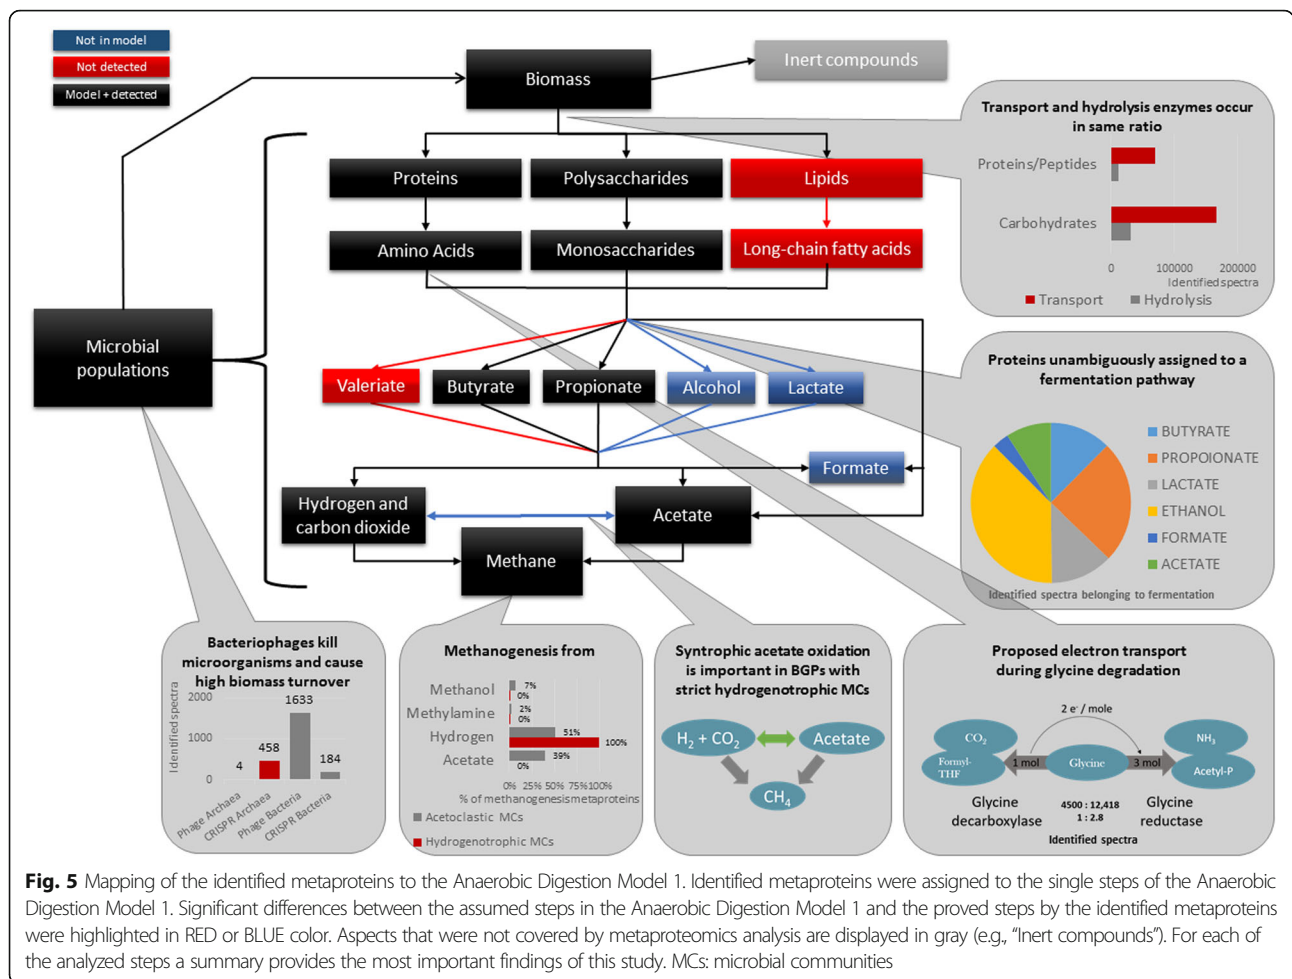 Not in model
Not detected
Model + detected
Biomass
Inert compounds
Proteins
Polysaccharides
Lipids
Amino Acids
Monosaccharides
Long-chain fatty acids
Microbial
populations
Valeriate
Butyrate
Propionate
Alcohol
Lactate
Formate
Hydrogen and
carbon dioxide
Acetate
Methane
Transport and hydrolysis enzymes occur
in same ratio
Proteins/Peptides
Carbohydrates
0 100000 200000
Identified spectra
Transport Hydrolysis
Proteins unambiguously assigned to a
fermentation pathway
BUTYRATE
PROPOIONATE
LACTATE
ETHANOL
FORMATE
ACETATE
Identified spectra belonging to fermentation
Bacteriophages kill
microorganisms and cause
high biomass turnover
Identified spectra
2000
1000
0
4
458
1633
184
Phage Archaea
CRISPR Archaea
Phage Bacteria
CRISPR Bacteria
Methanogenesis from
Methanol
7%
0%
Methylamine
2%
0%
Hydrogen
51%
100%
Acetate
39%
0%
0% 25% 50% 75% 100%
% of methanogenesis metaproteins
Acetoclastic MCs
Hydrogenotrophic MCs
Syntrophic acetate oxidation
is important in BGPs with
strict hydrogenotrophic MCs
H₂ + CO₂
Acetate
CH₄
Proposed electron transport
during glycine degradation
2 e⁻ / mole
CO₂
Formyl-
THF
1 mol
Glycine
3 mol
NH₃
Acetyl-P
Glycine
decarboxylase
4500 : 12,418
1 : 2.8
Glycine
reductase
Identified spectra
Fig. 5 Mapping of the identified metaproteins to the Anaerobic Digestion Model 1. Identified metaproteins were assigned to the single steps of the Anaerobic
Digestion Model 1. Significant differences between the assumed steps in the Anaerobic Digestion Model 1 and the proved steps by the identified metaproteins
were highlighted in RED or BLUE color. Aspects that were not covered by metaproteomics analysis are displayed in gray (e.g., “Inert compounds”). For each of
the analyzed steps a summary provides the most important findings of this study. MCs: microbial communities